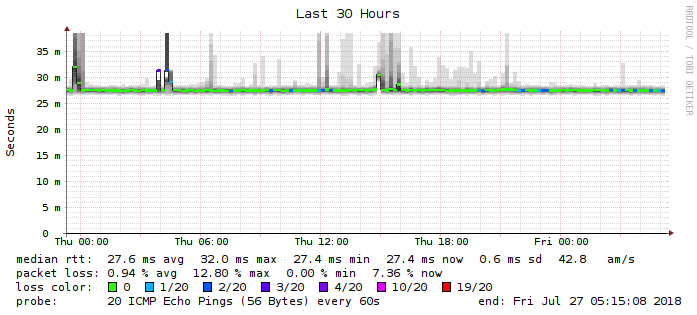 Last 30 Hours
RRDTOOL / TOBI OETIKER
Seconds
35 m
30 m
25 m
20 m
15 m
10 m
5 m
0
Thu 00:00 Thu 06:00 Thu 12:00 Thu 18:00 Fri 00:00
median rtt: 27.6 ms avg 32.0 ms max 27.4 ms min 27.4 ms now 0.6 ms sd 42.8 am/s
packet loss: 0.94 % avg 12.80 % max 0.00 % min 7.36 % now
loss color: 0 1/20 2/20 3/20 4/20 10/20 19/20
probe: 20 ICMP Echo Pings (56 Bytes) every 60s end: Fri Jul 27 05:15:08 2018